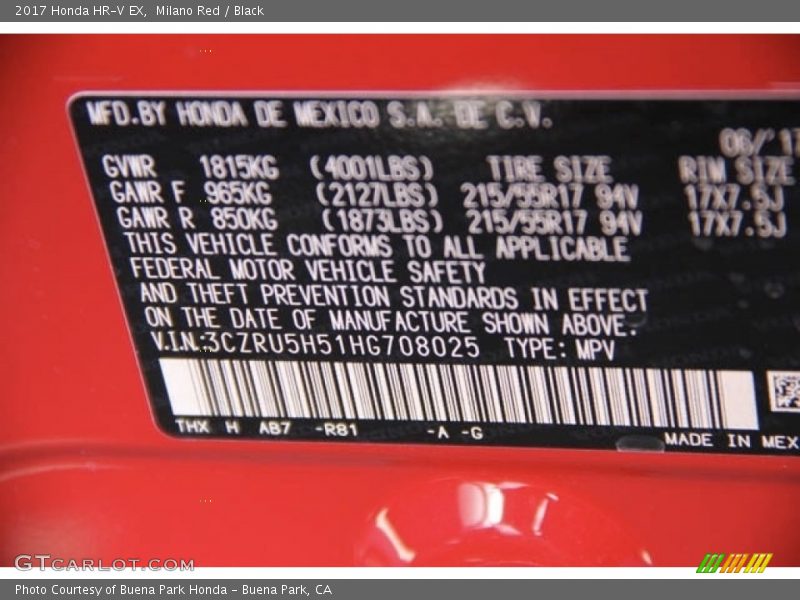 2017 Honda HR-V EX,  Milano Red / Black
MFD.BY HONDA DE MEXICO S.A. DE C.V.
06/'17
GVWR 1815KG (4001LBS) TIRE SIZE RIM SIZE
GAWR F 965KG (2127LBS) 215/55R17 94V 17X7.5J
GAWR R 850KG (1873LBS) 215/55R17 94V 17X7.5J
THIS VEHICLE CONFORMS TO ALL APPLICABLE
FEDERAL MOTOR VEHICLE SAFETY
AND THEFT PREVENTION STANDARDS IN EFFECT
ON THE DATE OF MANUFACTURE SHOWN ABOVE.
V.I.N.:3CZRU5H51HG708025 TYPE: MPV
THX H AB7 -R81 -A -G
MADE IN MEX
GTCARLOT.COM
Photo Courtesy of Buena Park Honda - Buena Park, CA